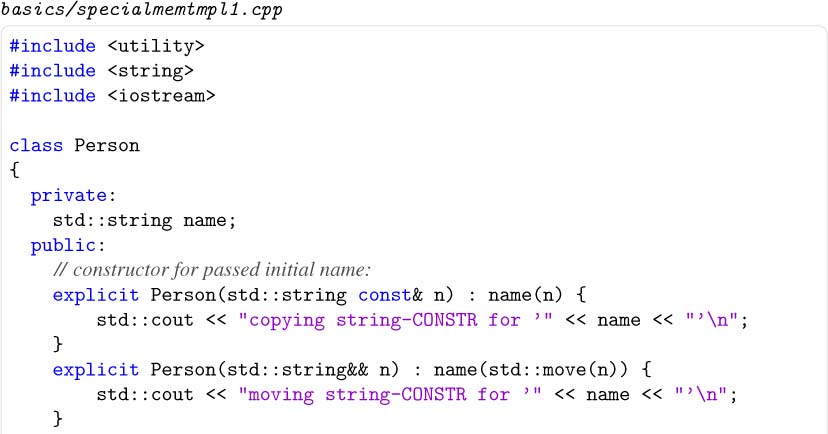 basics/specialmemtmpl1.cpp
#include <utility>
#include <string>
#include <iostream>
class Person
{
private:
std::string name;
public:
// constructor for passed initial name:
explicit Person(std::string const& n) : name(n) {
std::cout << "copying string-CONSTR for ’" << name << "’\n";
}
explicit Person(std::string&& n) : name(std::move(n)) {
std::cout << "moving string-CONSTR for ’" << name << "’\n";
}